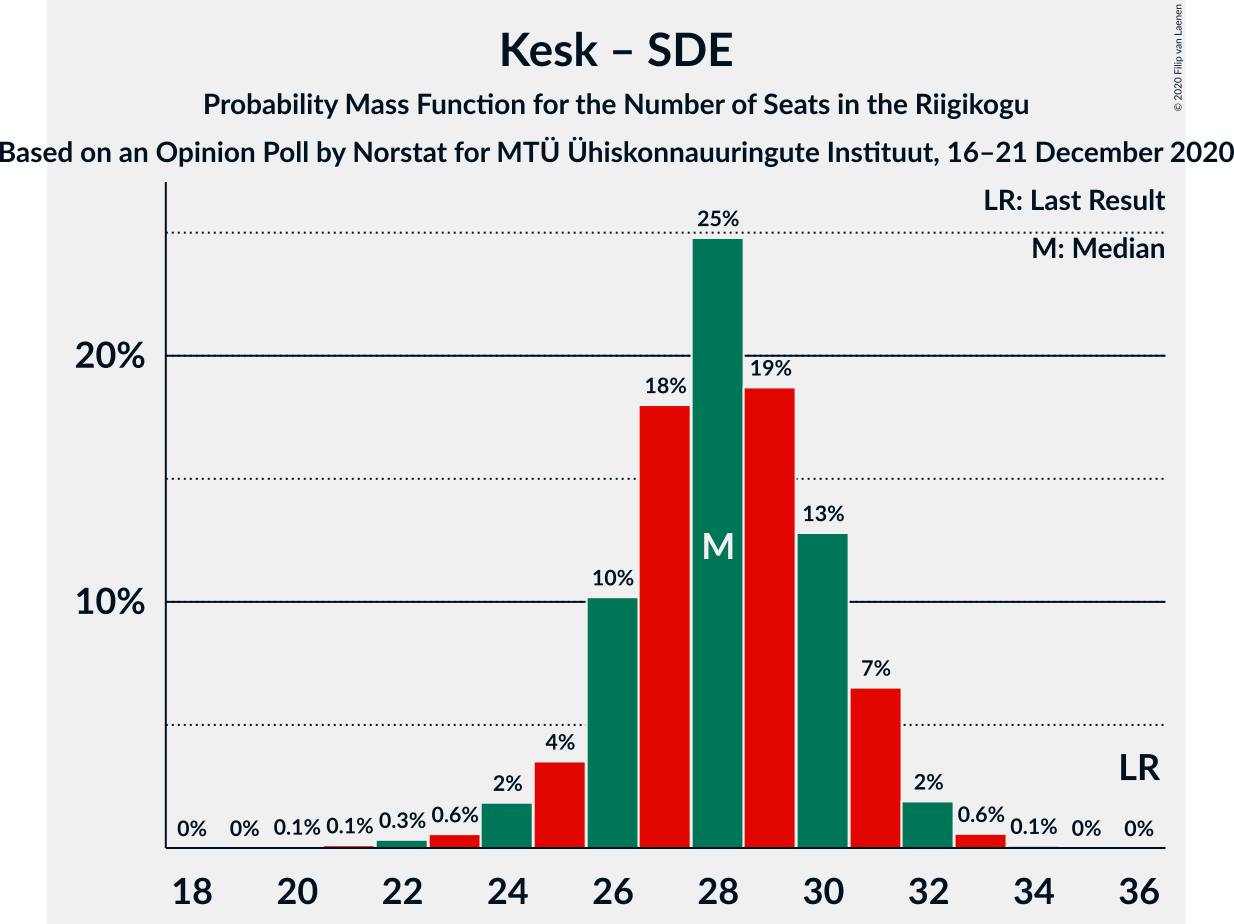 Kesk – SDE
Probability Mass Function for the Number of Seats in the Riigikogu
Based on an Opinion Poll by Norstat for MTÜ Ühiskonnauuringute Instituut, 16–21 December 2020
© 2020 Filip van Laenen
LR: Last Result
M: Median
20%
10%
0% 0% 0.1% 0.1% 0.3% 0.6% 2% 4% 10% 18% 25% 19% 13% 7% 2% 0.6% 0.1% 0% 0%
M
LR
18 20 22 24 26 28 30 32 34 36